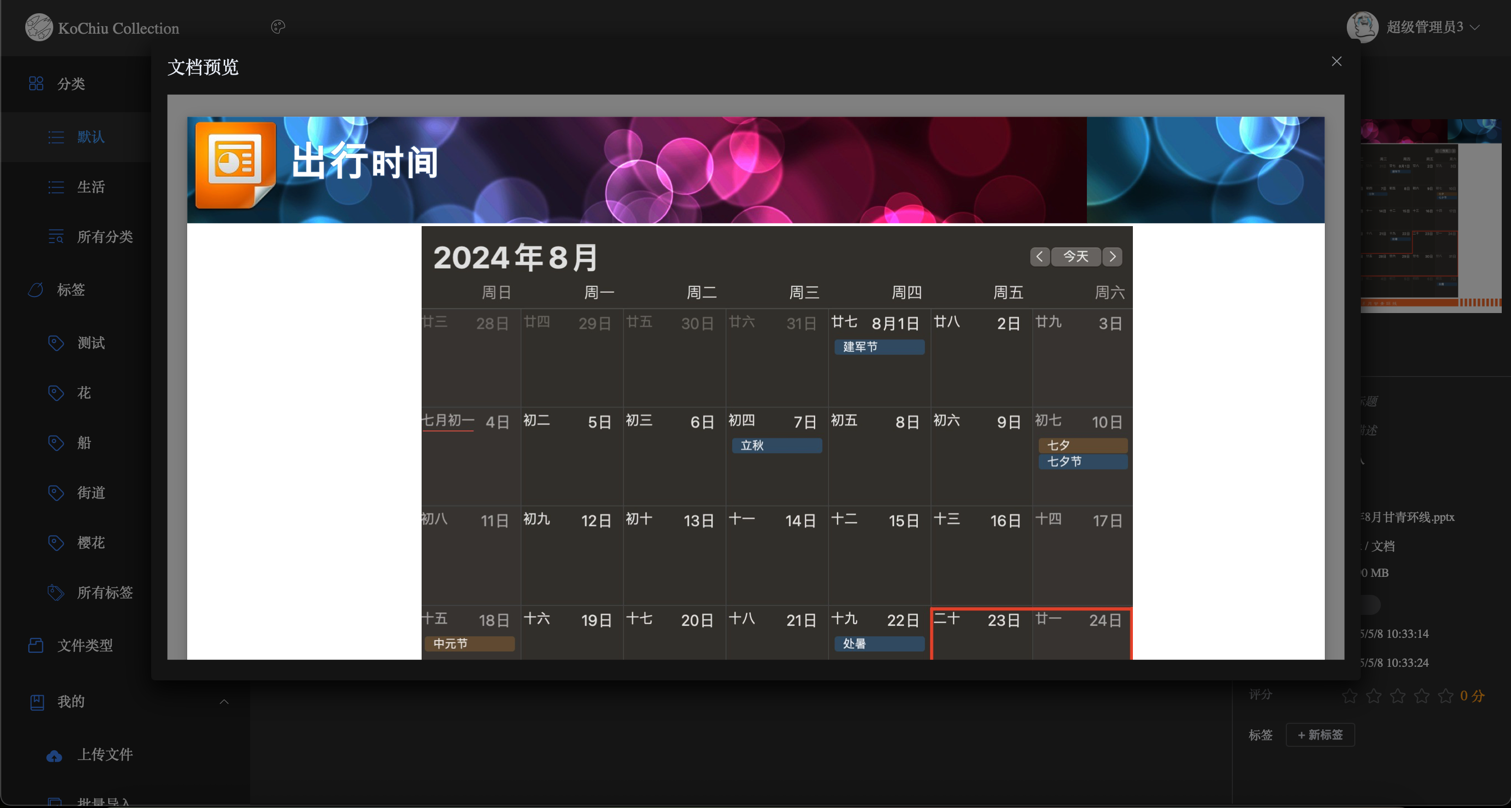 KoChiu Collection
超级管理员3
分类
默认
生活
所有分类
标签
测试
花
船
街道
樱花
所有标签
文件类型
我的
上传文件
批量导入
文档预览
出行时间
2024年8月
今天
周日 周一 周二 周三 周四 周五 周六
廿三 28日 廿四 29日 廿五 30日 廿六 31日 廿七 8月1日 廿八 2日 廿九 3日
建军节
七月初一 4日 初二 5日 初三 6日 初四 7日 初五 8日 初六 9日 初七 10日
立秋 七夕
七夕节
初八 11日 初九 12日 初十 13日 十一 14日 十二 15日 十三 16日 十四 17日
十五 18日 十六 19日 十七 20日 十八 21日 十九 22日 二十 23日 廿一 24日
中元节 处暑
8月甘青环线.pptx
/ 文档
0 MB
5/5/8 10:33:14
5/5/8 10:33:24
评分 0 分
标签 + 新标签